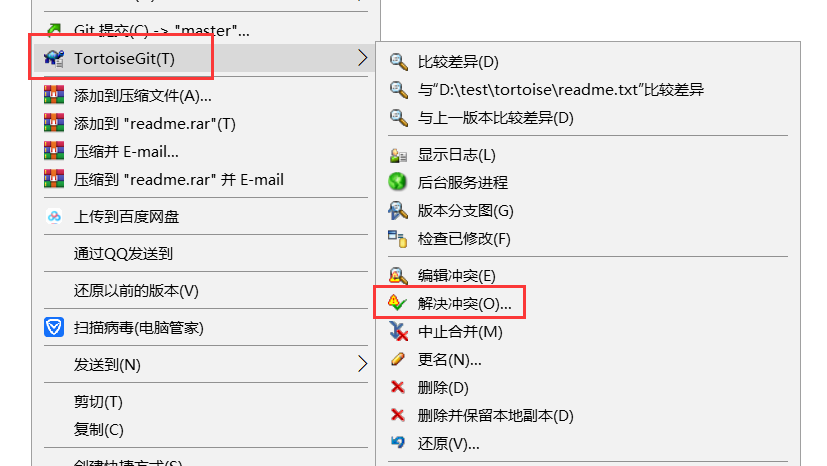 Git 提交(C) -> "master"...
TortoiseGit(T)
添加到压缩文件(A)...
添加到 "readme.rar"(T)
压缩并 E-mail...
压缩到 "readme.rar" 并 E-mail
上传到百度网盘
通过QQ发送到
还原以前的版本(V)
扫描病毒(电脑管家)
发送到(N)
剪切(T)
复制(C)
创建快捷方式(S)
比较差异(D)
与“D:\test\tortoise\readme.txt”比较差异
与上一版本比较差异(D)
显示日志(L)
后台服务进程
版本分支图(G)
检查已修改(F)
编辑冲突(E)
解决冲突(O)...
中止合并(M)
更名(N)...
删除(D)
删除并保留本地副本(D)
还原(V)...